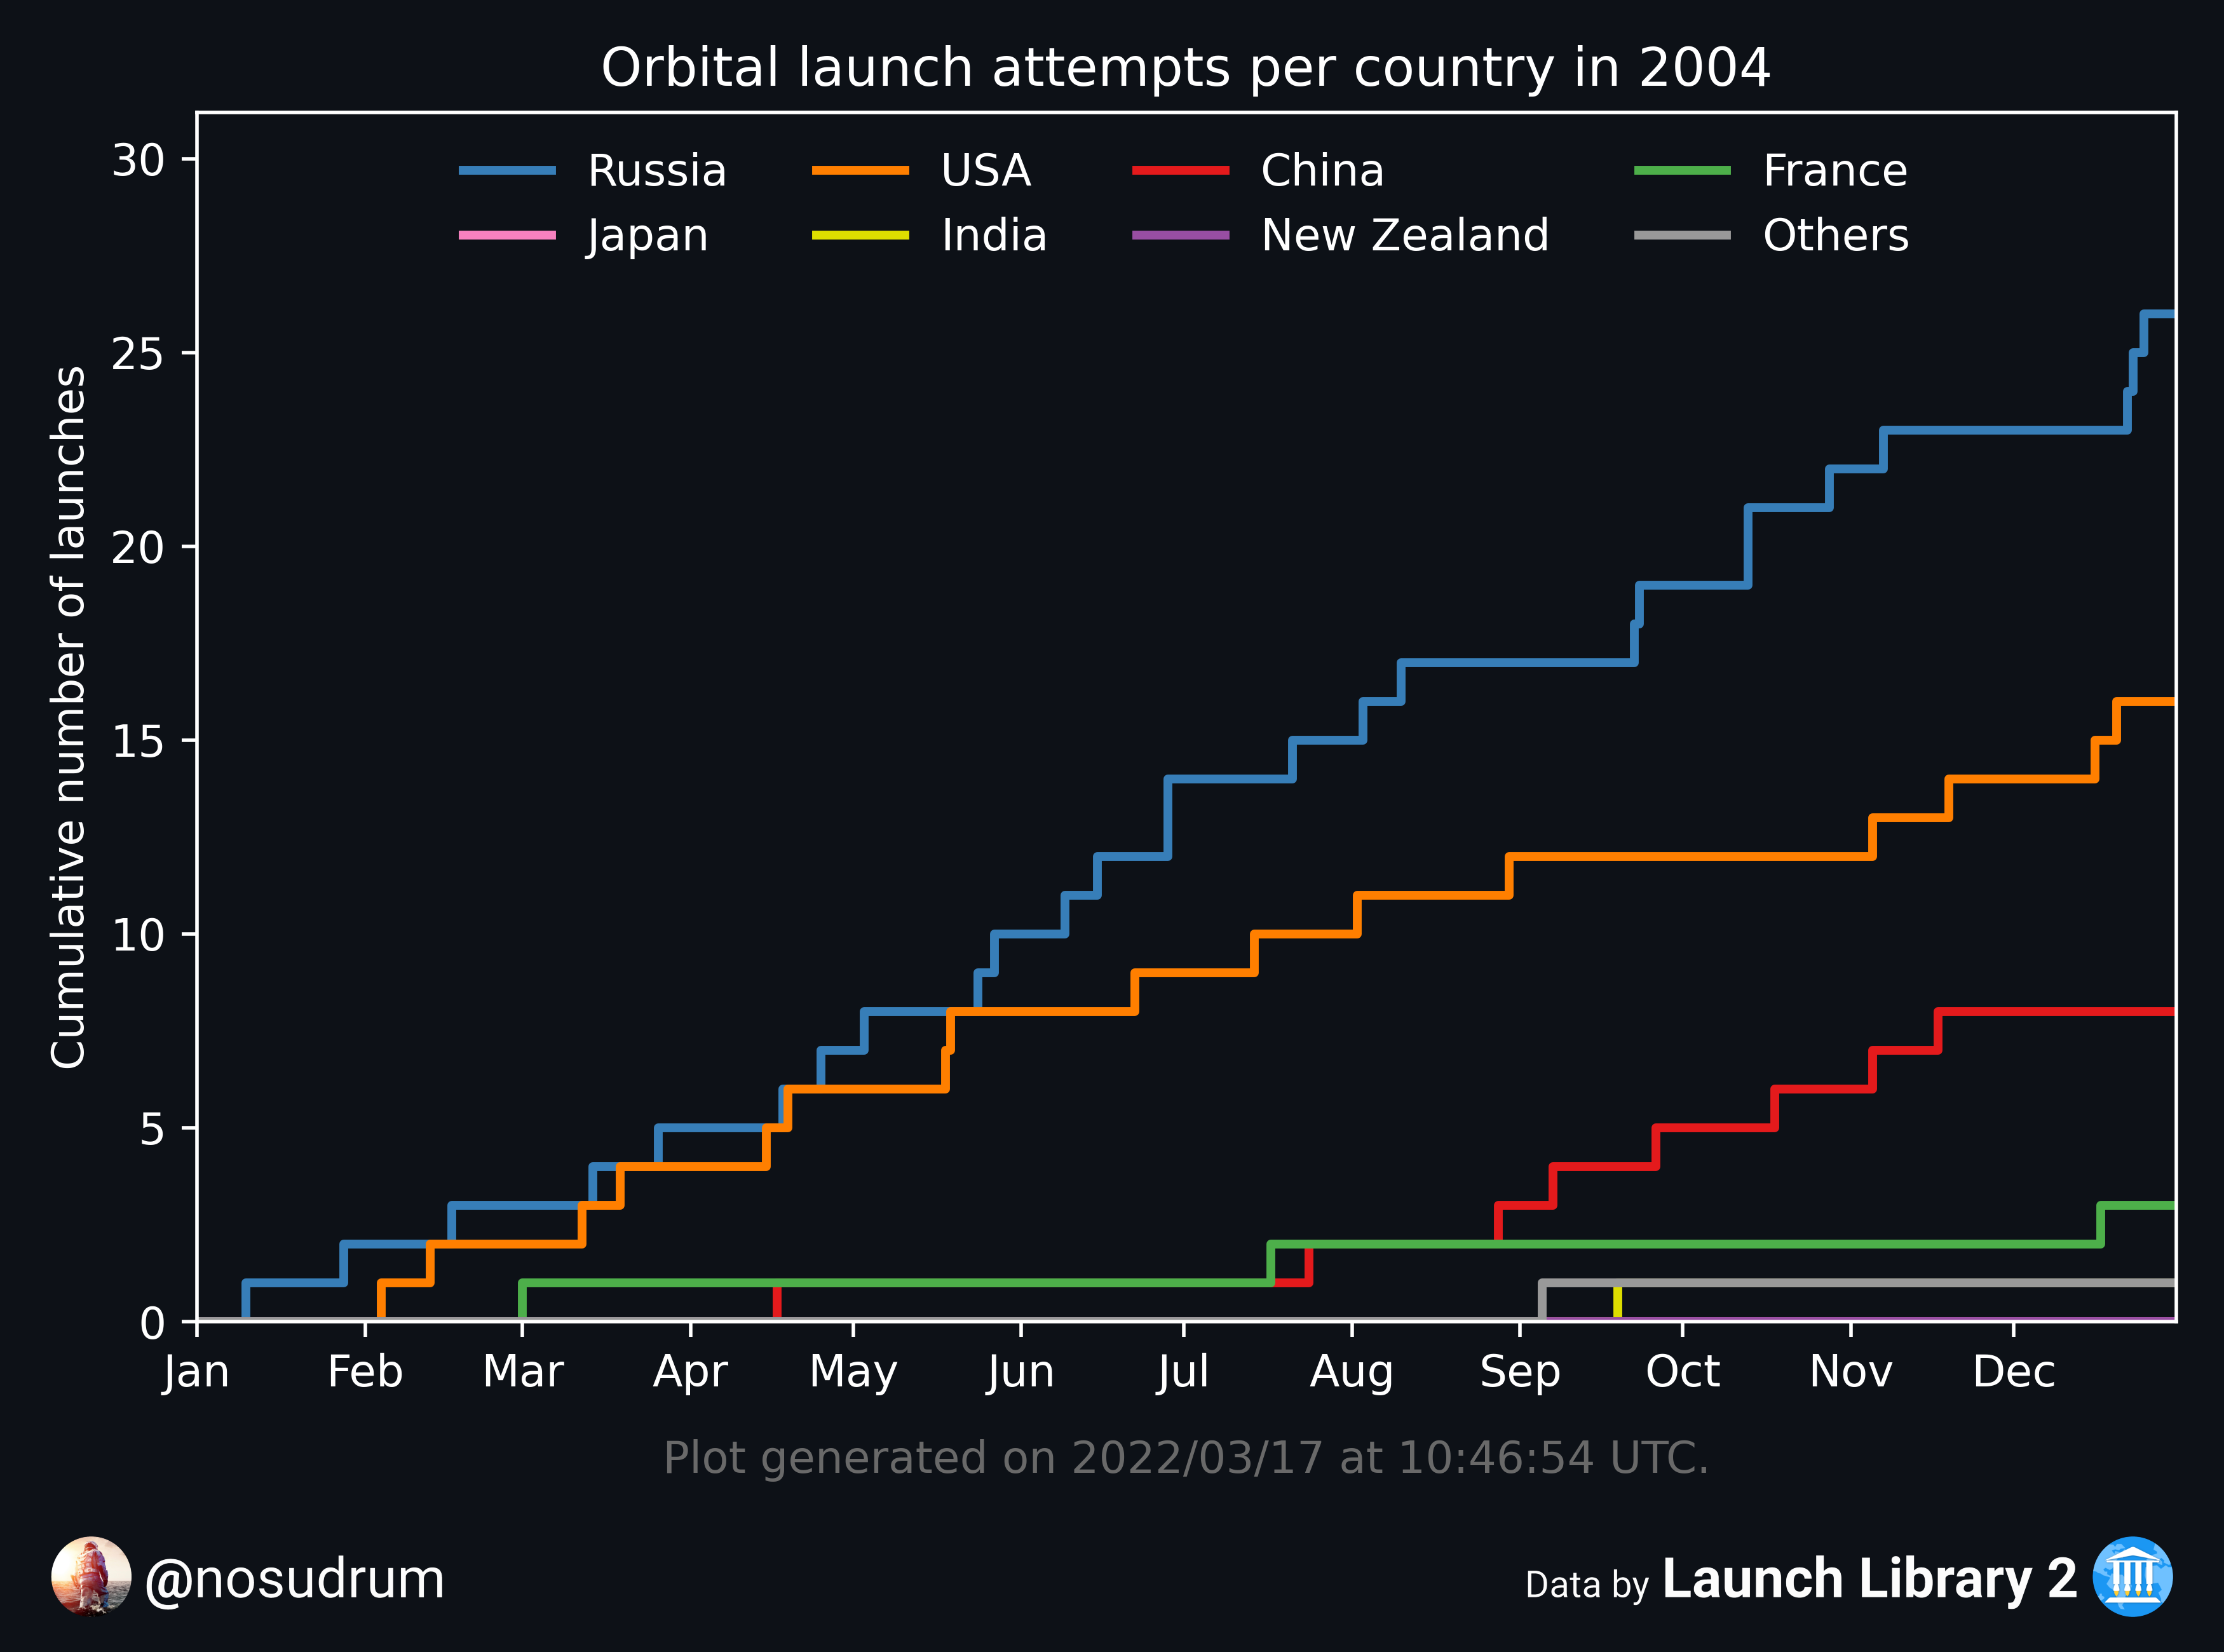 Orbital launch attempts per country in 2004
Russia USA China France
Japan India New Zealand Others
Cumulative number of launches
30
25
20
15
10
5
0
Jan Feb Mar Apr May Jun Jul Aug Sep Oct Nov Dec
Plot generated on 2022/03/17 at 10:46:54 UTC.
@nosudrum
Data by Launch Library 2